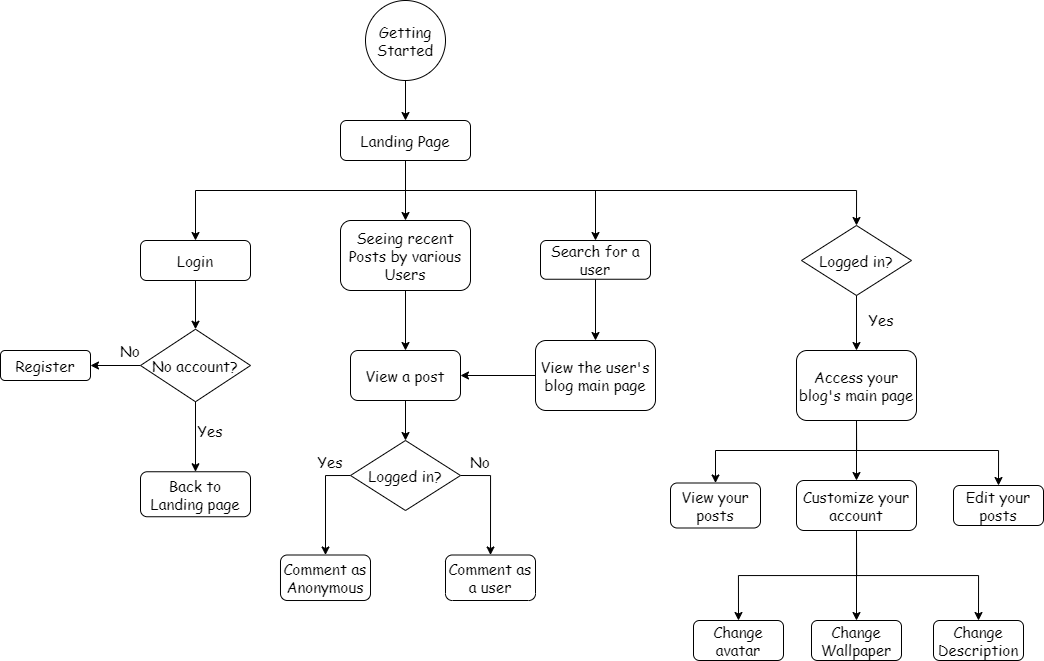 Getting
Started
Landing Page
Login
Seeing recent
Posts by various
Users
Search for a
user
Logged in?
Yes
No
Register
No account?
View a post
View the user's
blog main page
Access your
blog's main page
Yes
Back to
Landing page
Yes
Logged in?
No
View your
posts
Customize your
account
Edit your
posts
Comment as
Anonymous
Comment as
a user
Change
avatar
Change
Wallpaper
Change
Description